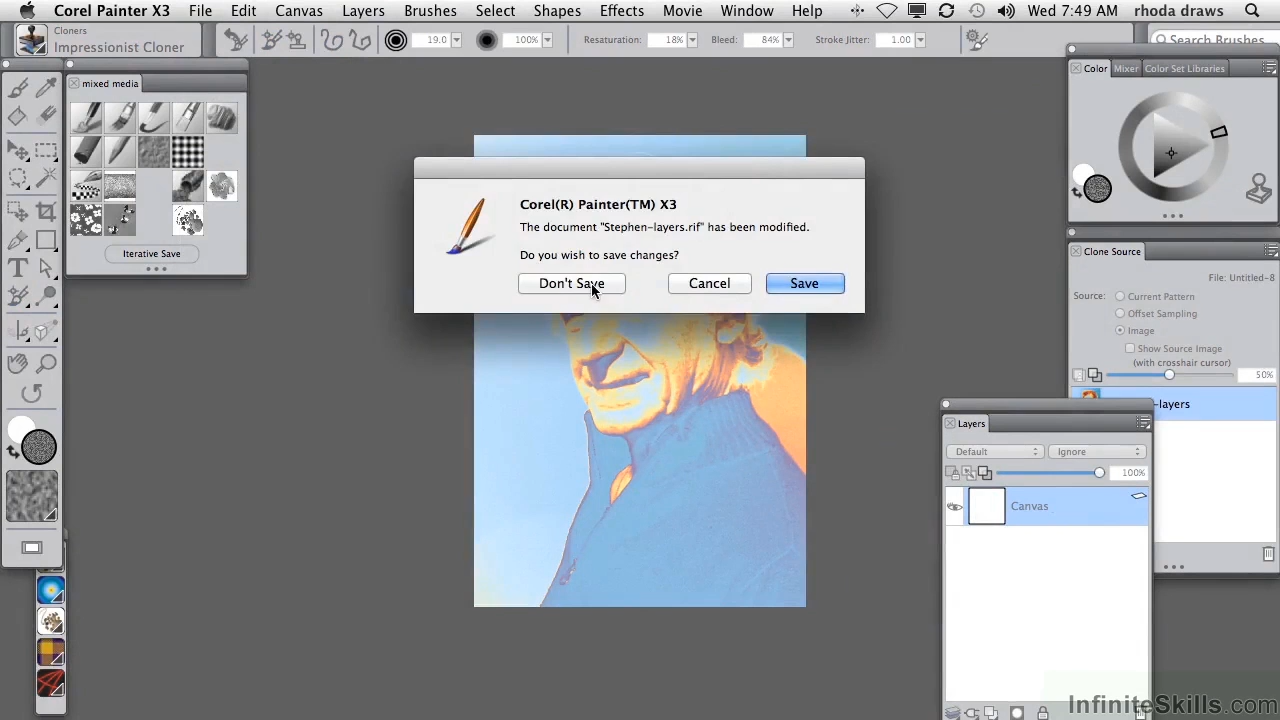 Corel Painter X3 File Edit Canvas Layers Brushes Select Shapes Effects Movie Window Help Wed 7:49 AM rhoda draws
Cloners
Impressionist Cloner
19.0 100% Resaturation: 18% Bleed: 84% Stroke Jitter: 1.00 Search Brushes
mixed media
Color Mixer Color Set Libraries
Corel(R) Painter(TM) X3
The document "Stephen-layers.rif" has been modified.
Do you wish to save changes?
Don't Save Cancel Save
Iterative Save
Clone Source
File: Untitled-8
Source: Current Pattern
Offset Sampling
Image
Show Source Image
(with crosshair cursor)
50%
-layers
Layers
Default Ignore
100%
Canvas
InfiniteSkills.com